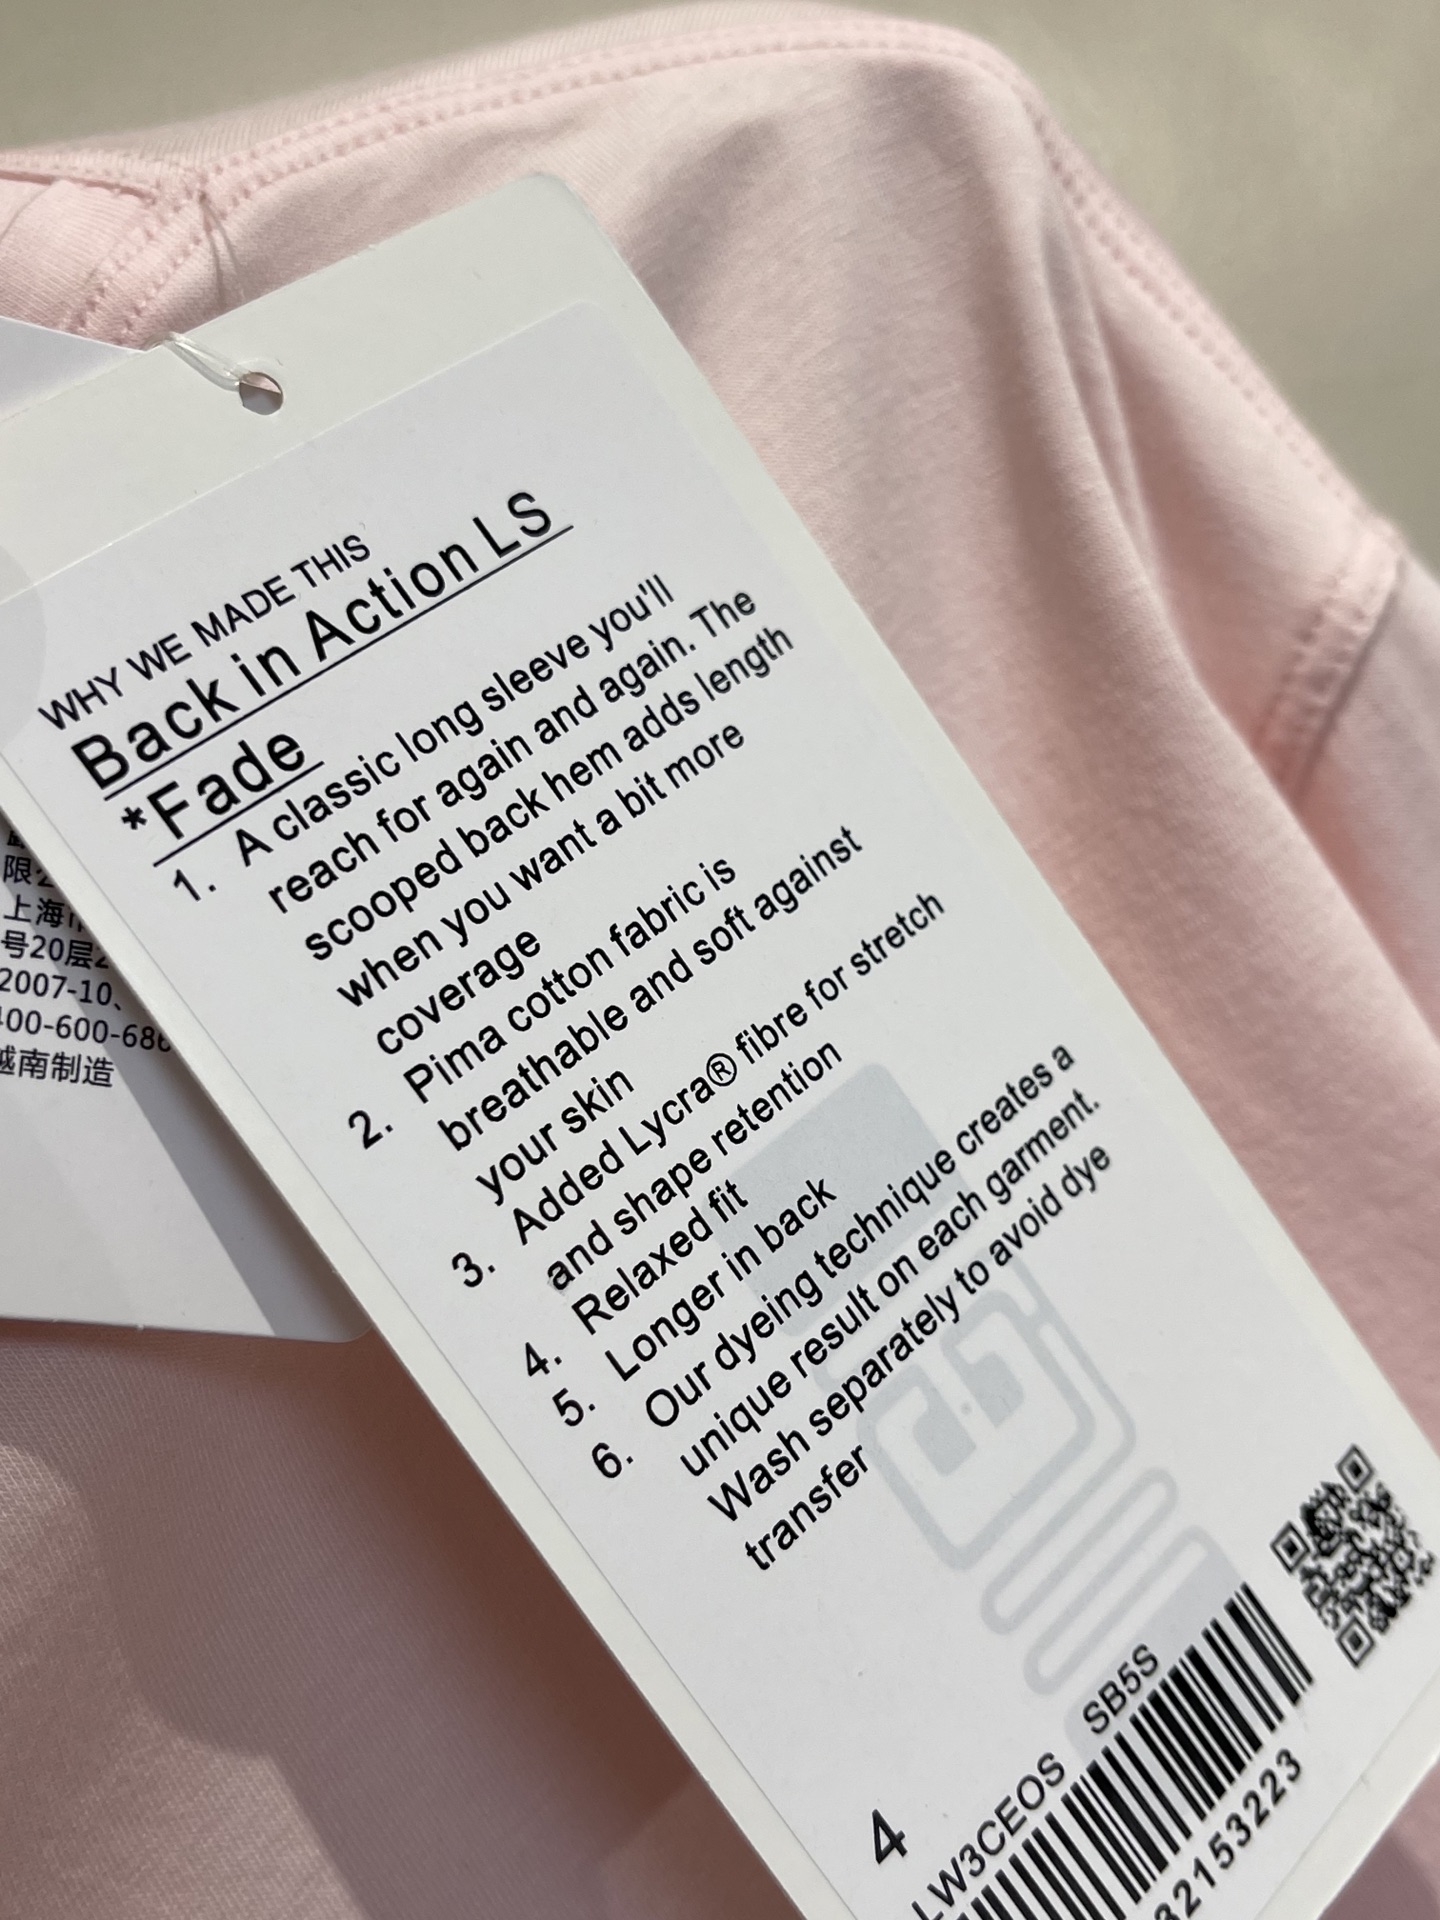 WHY WE MADE THIS
Back in Action LS
*Fade
1. A classic long sleeve you'll
reach for again and again. The
scooped back hem adds length
when you want a bit more
coverage
2. Pima cotton fabric is
breathable and soft against
your skin
3. Added Lycra® fibre for stretch
and shape retention
4. Relaxed fit
5. Longer in back
6. Our dyeing technique creates a
unique result on each garment.
Wash separately to avoid dye
transfer
4
LW3CEOS SB5S
32153223
上海
号20层2
2007-10、
400-600-686
越南制造